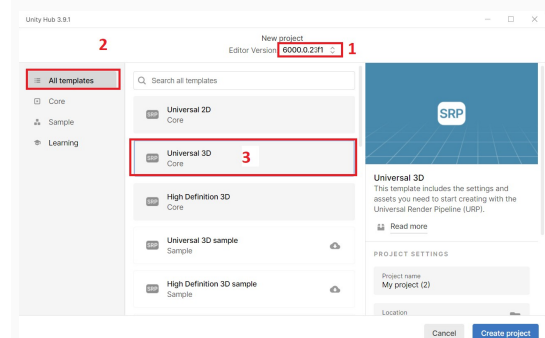 Unity Hub 3.9.1
New project
Editor Version 6000.0.23f1
1
2
All templates
Core
Sample
Learning
Search all templates
SRP
Universal 2D
Core
SRP
Universal 3D
Core
3
SRP
High Definition 3D
Core
SRP
Universal 3D sample
Sample
SRP
High Definition 3D sample
Sample
SRP
Universal 3D
This template includes the settings and
assets you need to start creating with the
Universal Render Pipeline (URP).
Read more
PROJECT SETTINGS
Project name
My project (2)
Location
Cancel
Create project